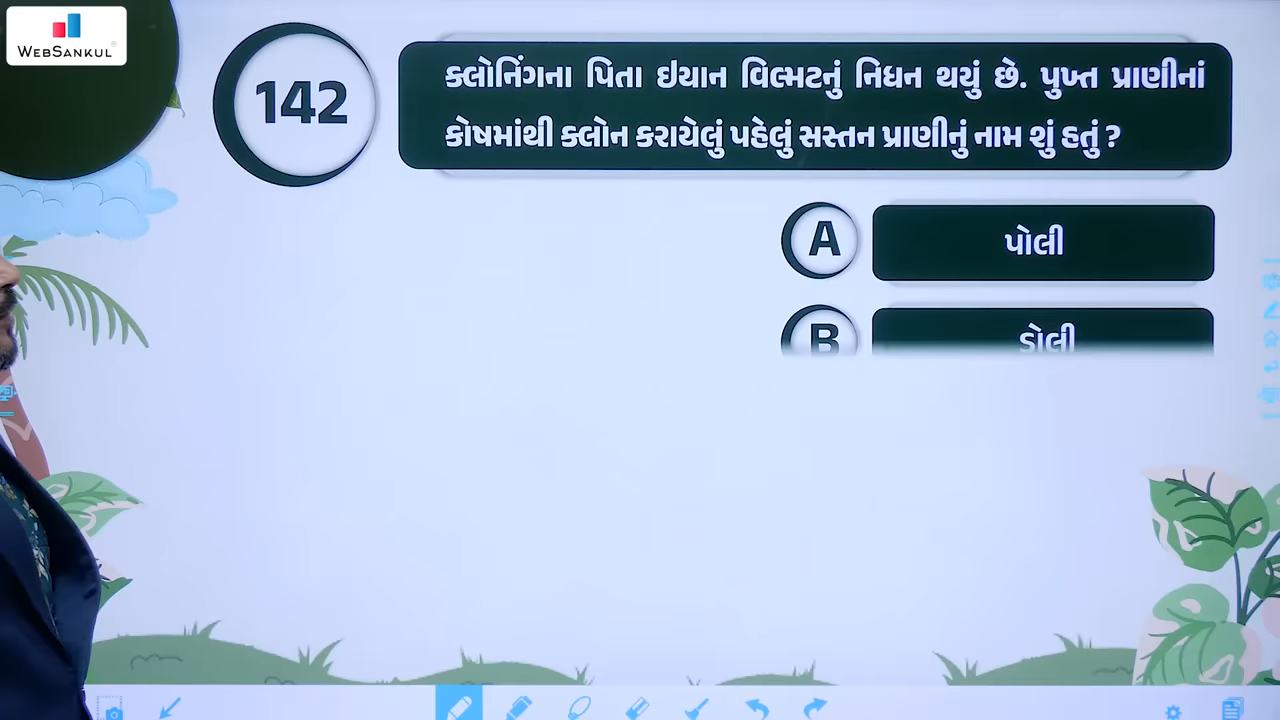 WEBSANKUL
142
ક્લોનિંગના પિતા ઇયાન વિલ્મટનું નિધન થયું છે. પુખ્ત પ્રાણીનાં
કોષમાંથી ક્લોન કરાયેલું પહેલું સસ્તન પ્રાણીનું નામ શું હતું ?
A પોલી
B ડોલી